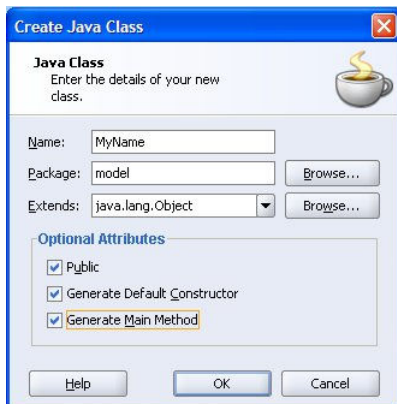 Create Java Class
Java Class
Enter the details of your new
class.
Name: MyName
Package: model Browse...
Extends: java.lang.Object Browse...
Optional Attributes
Public
Generate Default Constructor
Generate Main Method
Help OK Cancel